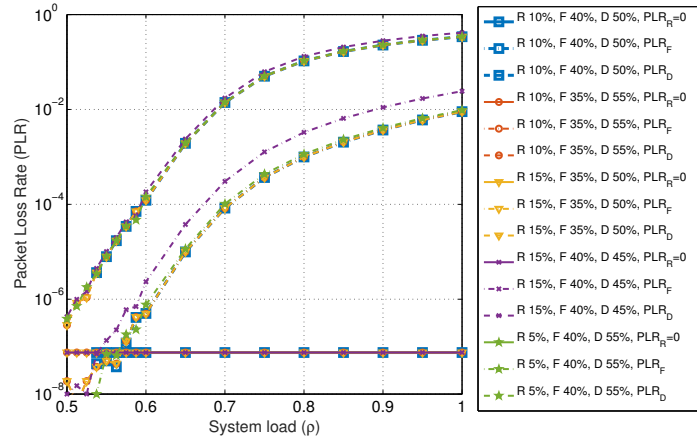 10^0
10^-2
10^-4
10^-6
10^-8
Packet Loss Rate (PLR)
0.5 0.6 0.7 0.8 0.9 1
System load (ρ)
R 10%, F 40%, D 50%, PLR_R=0
R 10%, F 40%, D 50%, PLR_F
R 10%, F 40%, D 50%, PLR_D
R 10%, F 35%, D 55%, PLR_R=0
R 10%, F 35%, D 55%, PLR_F
R 10%, F 35%, D 55%, PLR_D
R 15%, F 35%, D 50%, PLR_R=0
R 15%, F 35%, D 50%, PLR_F
R 15%, F 35%, D 50%, PLR_D
R 15%, F 40%, D 45%, PLR_R=0
R 15%, F 40%, D 45%, PLR_F
R 15%, F 40%, D 45%, PLR_D
R 5%, F 40%, D 55%, PLR_R=0
R 5%, F 40%, D 55%, PLR_F
R 5%, F 40%, D 55%, PLR_D